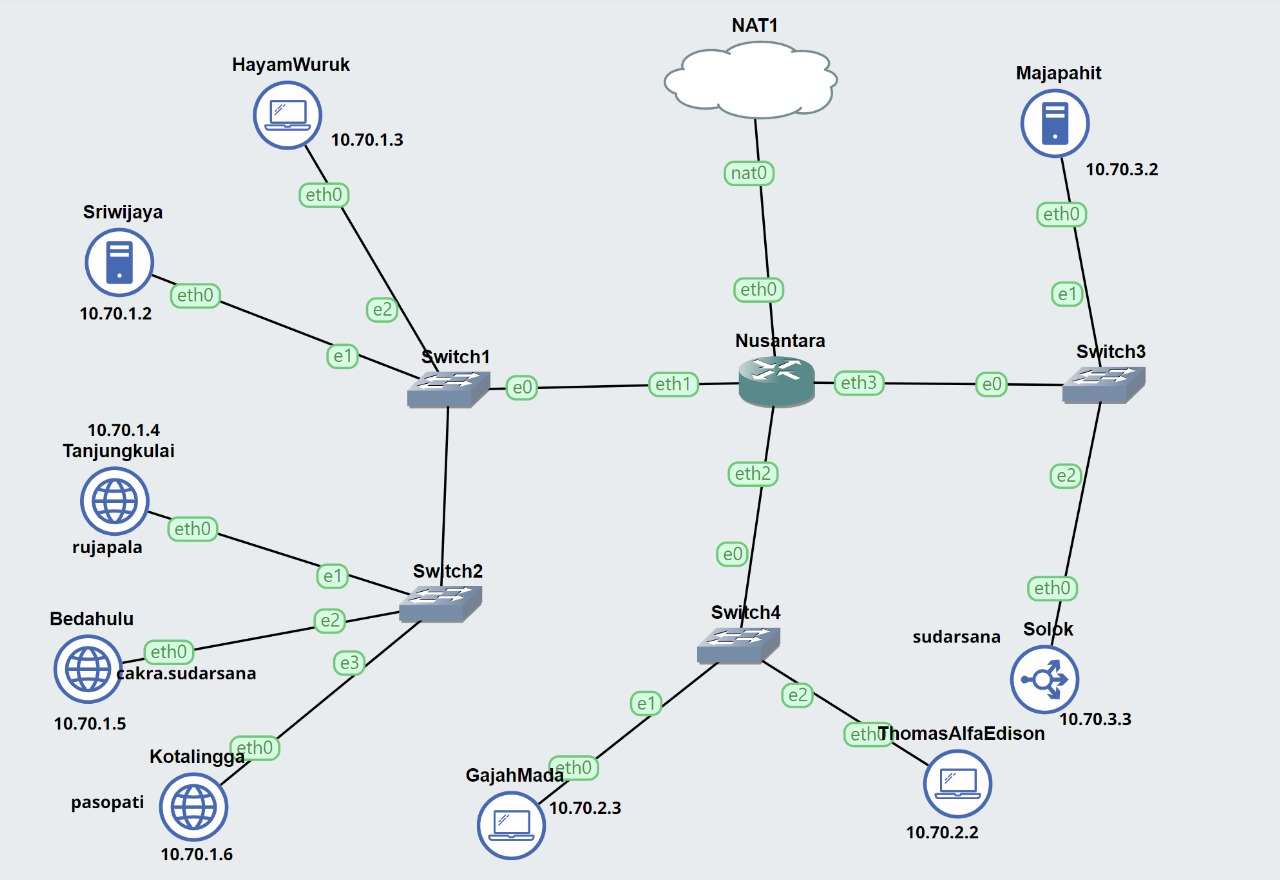 NAT1
HayamWuruk
10.70.1.3
eth0
Majapahit
10.70.3.2
eth0
nat0
Sriwijaya
10.70.1.2
eth0
e1
e2
eth0
e1
Nusantara
Switch1
e0
eth1
eth3
e0
Switch3
10.70.1.4
Tanjungkulai
rujapala
eth0
e1
eth2
e2
e0
eth0
Switch2
Bedahulu
eth0
e2
cakra.sudarsana
10.70.1.5
e3
Switch4
sudarsana
Solok
10.70.3.3
e1
e2
eth0
ThomasAlfaEdison
10.70.2.2
Kotalingga
eth0
pasopati
10.70.1.6
GajahMada
eth0
10.70.2.3